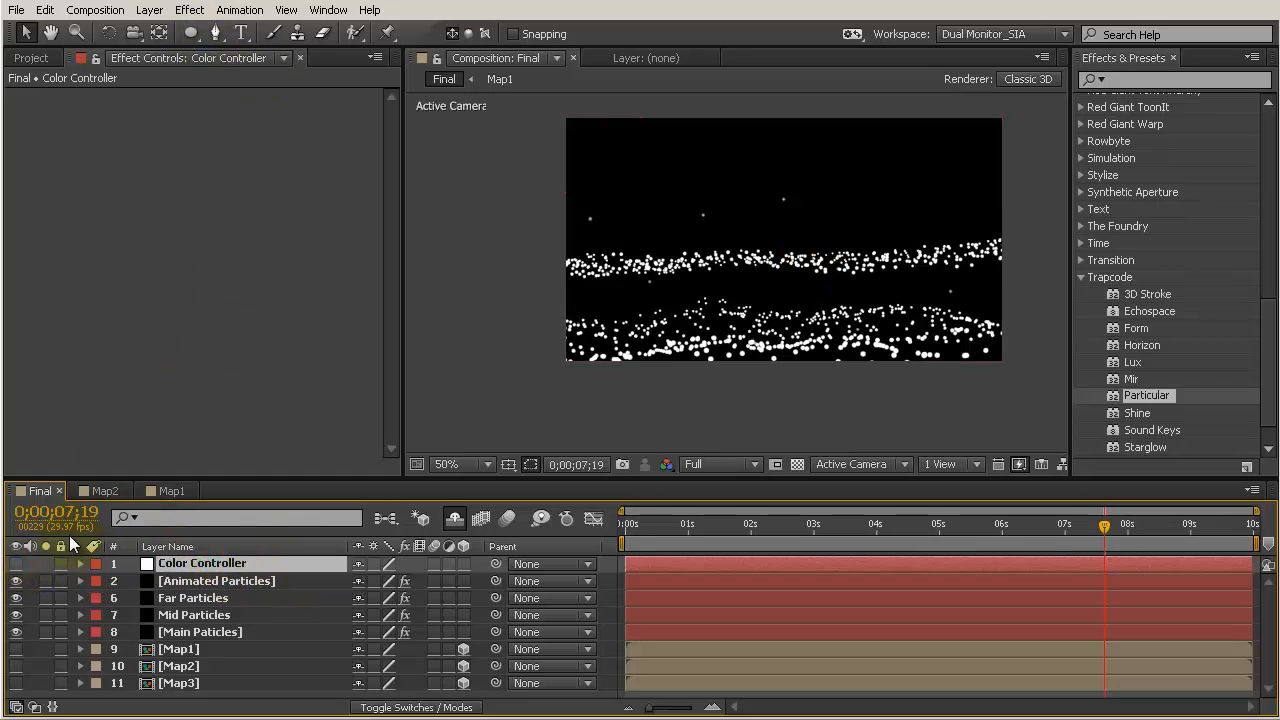 File Edit Composition Layer Effect Animation View Window Help
T Snapping Workspace: Dual Monitor_SIA Search Help
Project Effect Controls: Color Controller Composition: Final Layer: (none) Effects & Presets
Final • Color Controller Final Map1 Renderer: Classic 3D
Active Camera
Red Giant ToonIt
Red Giant Warp
Rowbyte
Simulation
Stylize
Synthetic Aperture
Text
The Foundry
Time
Transition
Trapcode
3D Stroke
Echospace
Form
Horizon
Lux
Mir
Particular
Shine
Sound Keys
Starglow
50% 0;00;07;19 Full Active Camera 1 View
Final Map2 Map1
0;00;07;19
00229 (29.97 fps)
:00s 01s 02s 03s 04s 05s 06s 07s 08s 09s 10s
# Layer Name fx Parent
1 Color Controller None
2 [Animated Particles] fx None
6 Far Particles fx None
7 Mid Particles fx None
8 [Main Paticles] fx None
9 [Map1] None
10 [Map2] None
11 [Map3] None
Toggle Switches / Modes